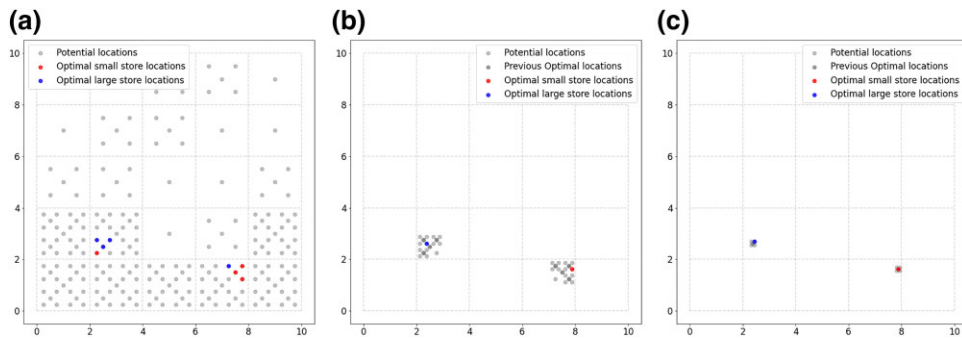 (a)
Potential locations
Optimal small store locations
Optimal large store locations
10
8
6
4
2
0
0 2 4 6 8 10
(b)
Potential locations
Previous Optimal locations
Optimal small store locations
Optimal large store locations
10
8
6
4
2
0
0 2 4 6 8 10
(c)
Potential locations
Previous Optimal locations
Optimal small store locations
Optimal large store locations
10
8
6
4
2
0
0 2 4 6 8 10